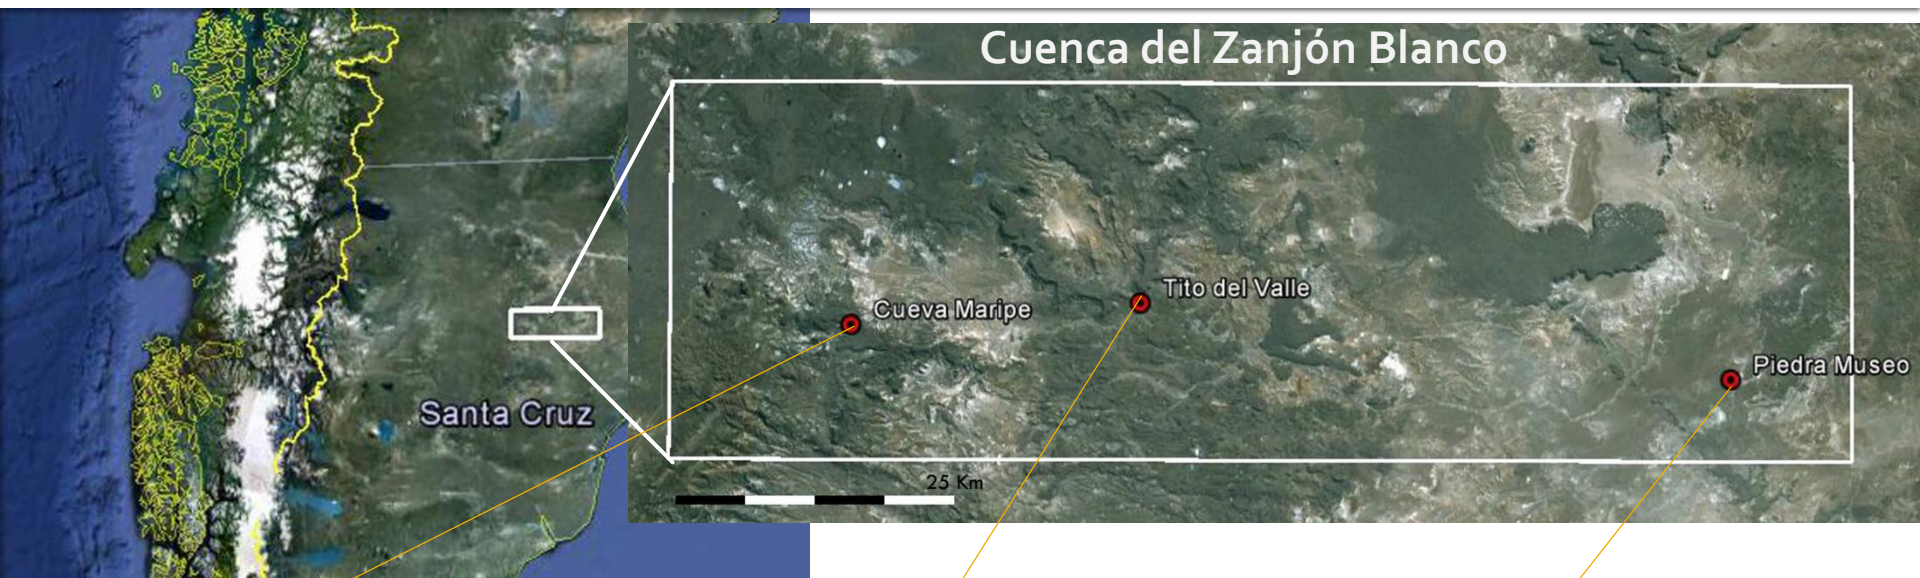 Cuenca del Zanjón Blanco
Tito del Valle
Cueva Maripe
Piedra Museo
Santa Cruz
25 Km